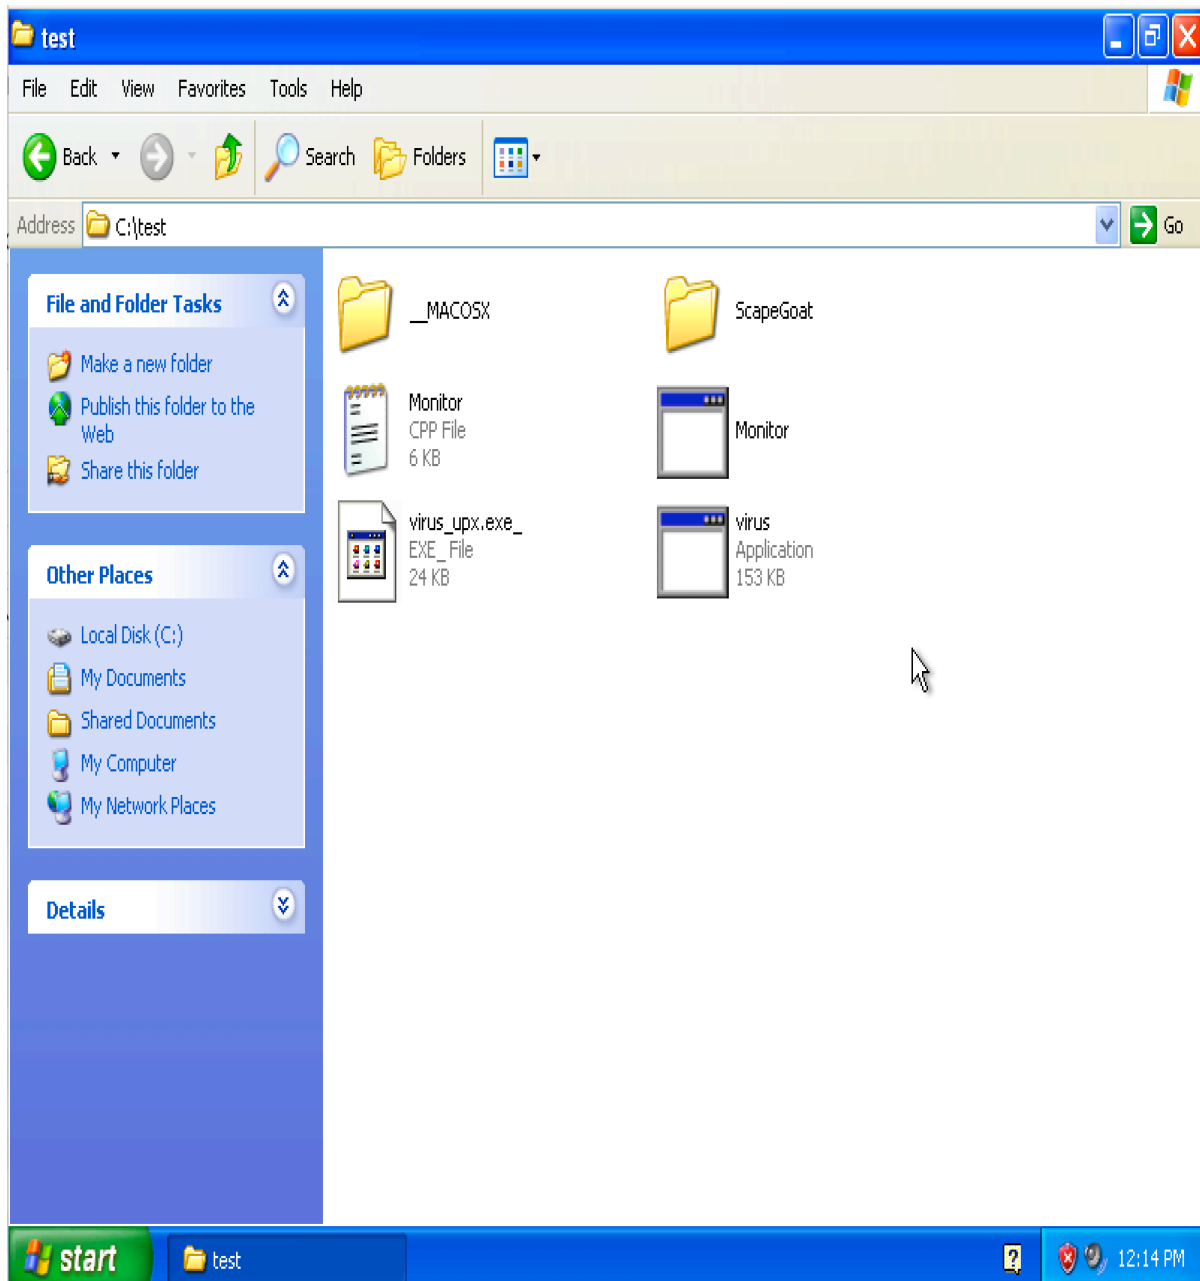 test
File Edit View Favorites Tools Help
Back Search Folders
Address C:\test Go
File and Folder Tasks
Make a new folder
Publish this folder to the
Web
Share this folder
Other Places
Local Disk (C:)
My Documents
Shared Documents
My Computer
My Network Places
Details
__MACOSX
ScapeGoat
Monitor
CPP File
6 KB
Monitor
virus_upx.exe_
EXE_ File
24 KB
virus
Application
153 KB
start test 12:14 PM